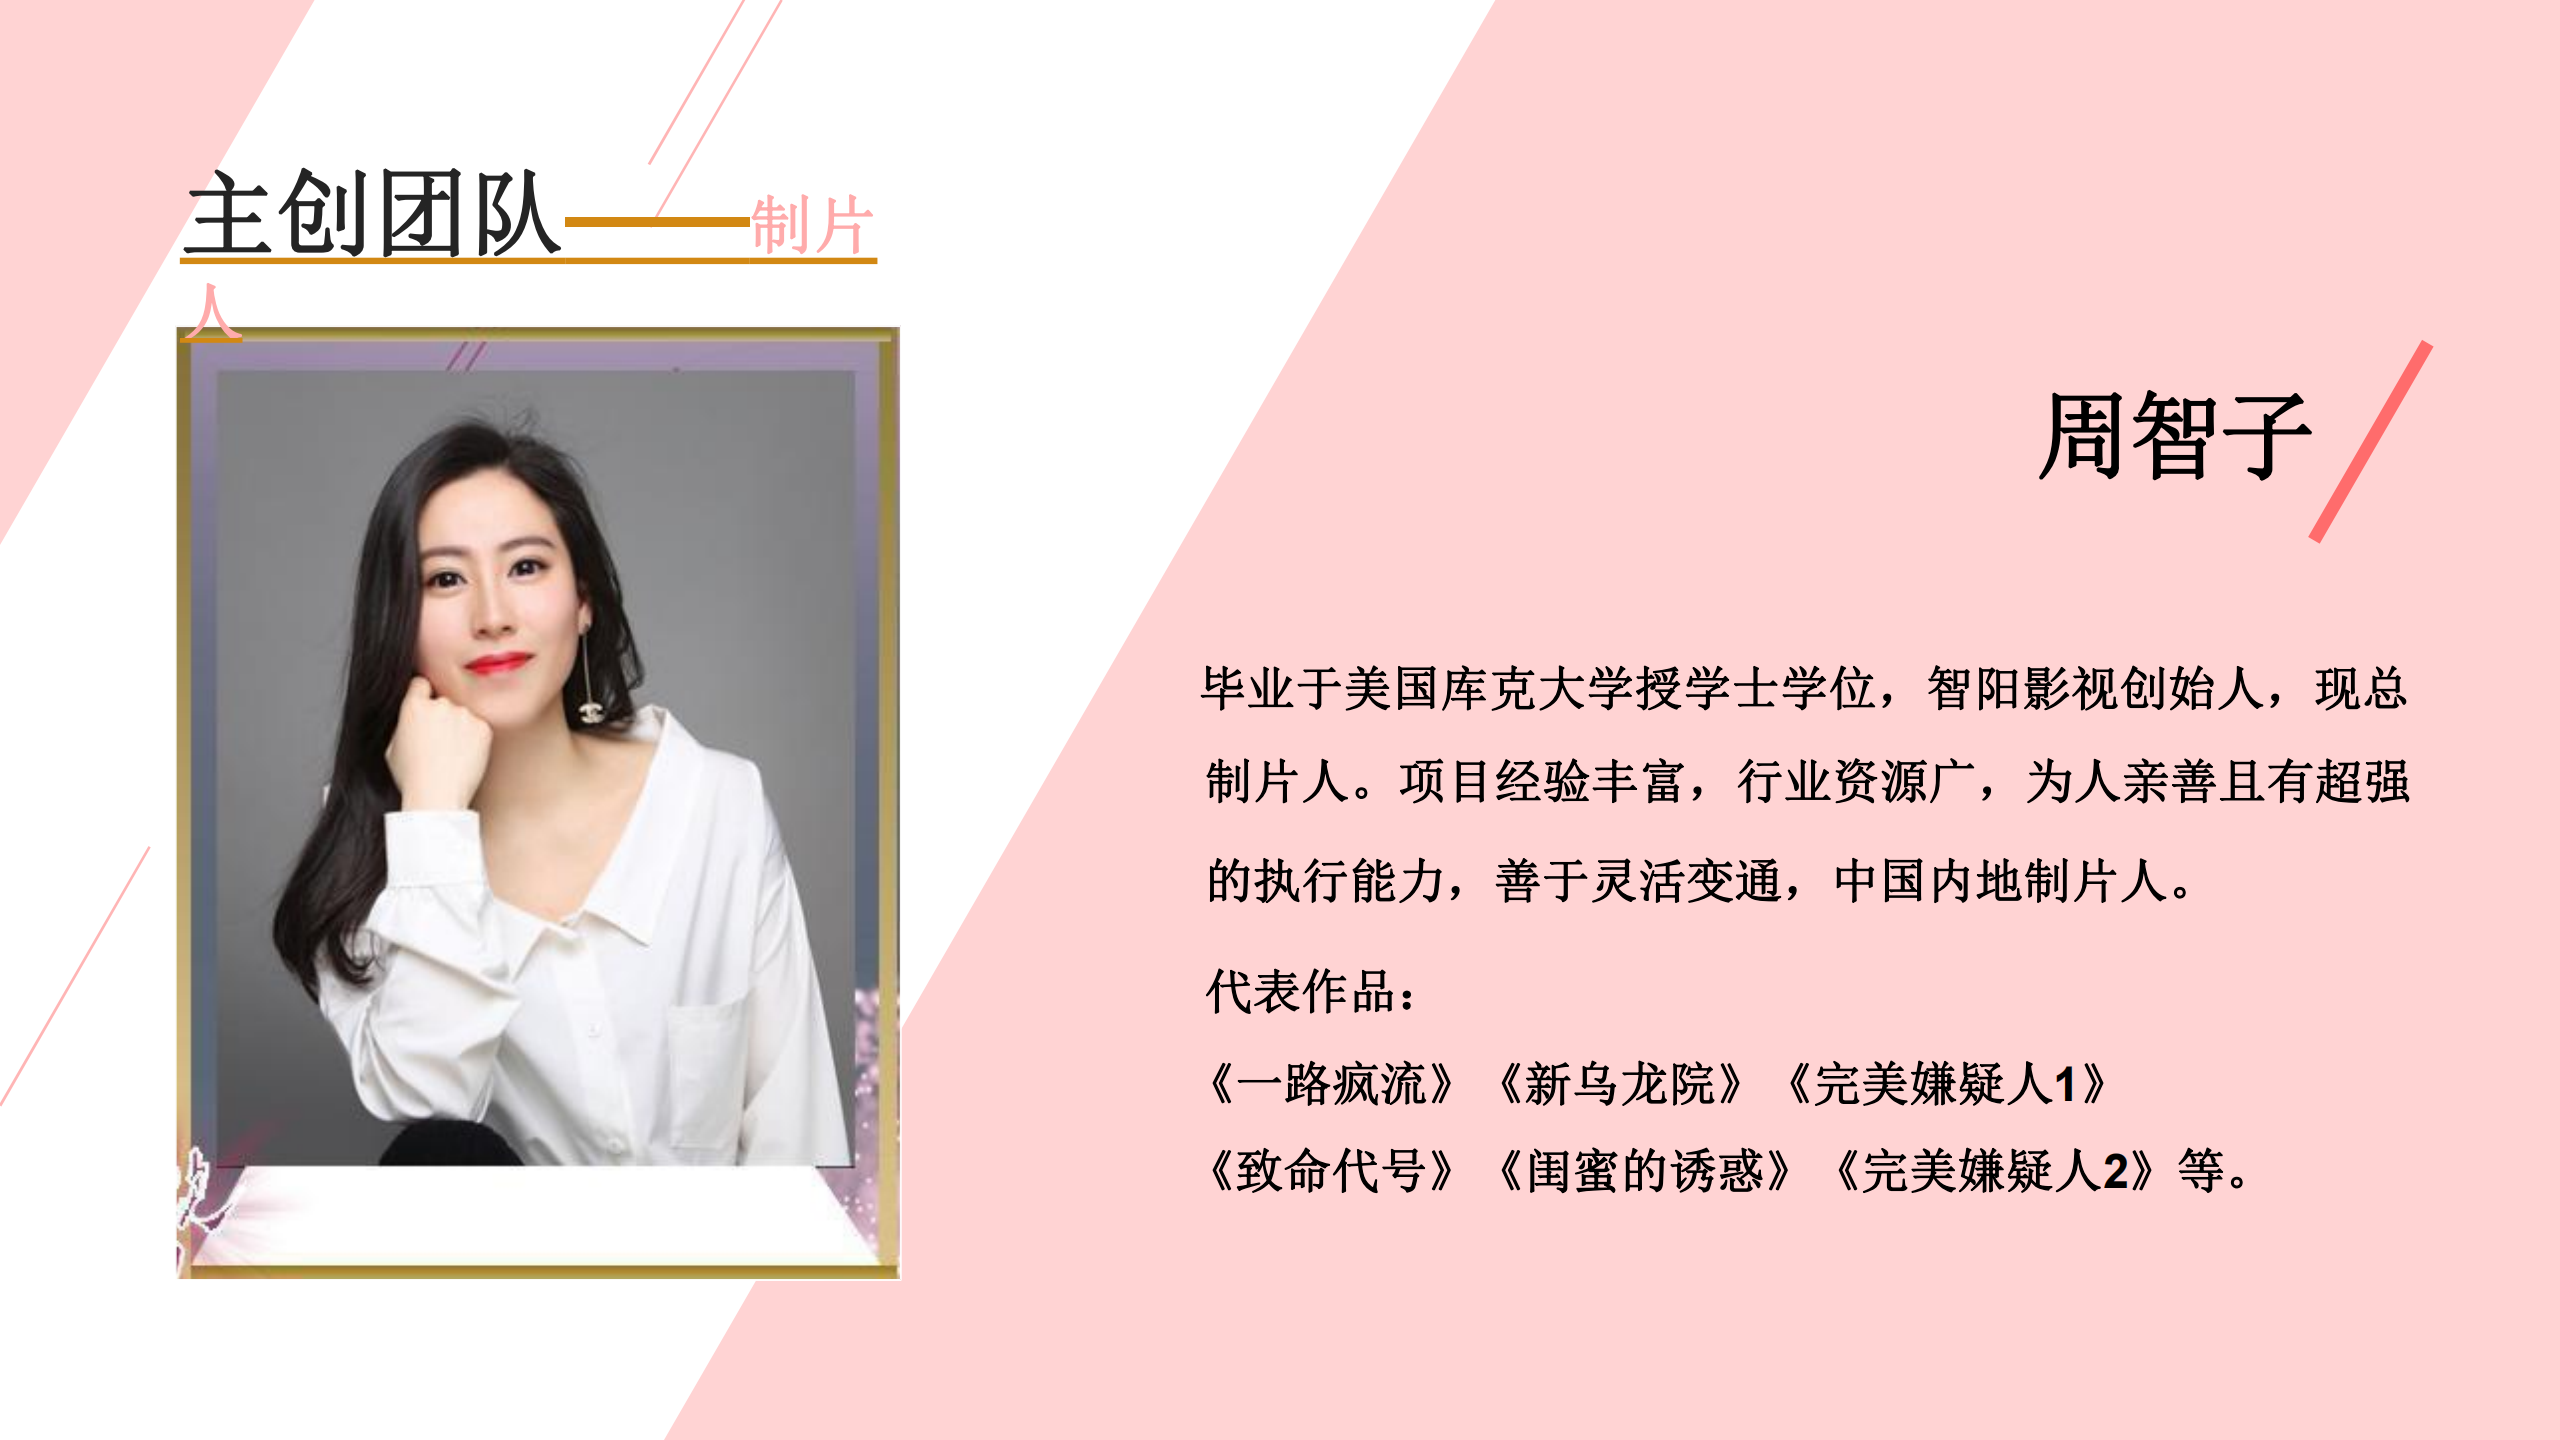 主创团队——制片
人
周智子
毕业于美国库克大学授学士学位，智阳影视创始人，现总
制片人。项目经验丰富，行业资源广，为人亲善且有超强
的执行能力，善于灵活变通，中国内地制片人。
代表作品：
《一路疯流》《新乌龙院》《完美嫌疑人1》
《致命代号》《闺蜜的诱惑》《完美嫌疑人2》等。